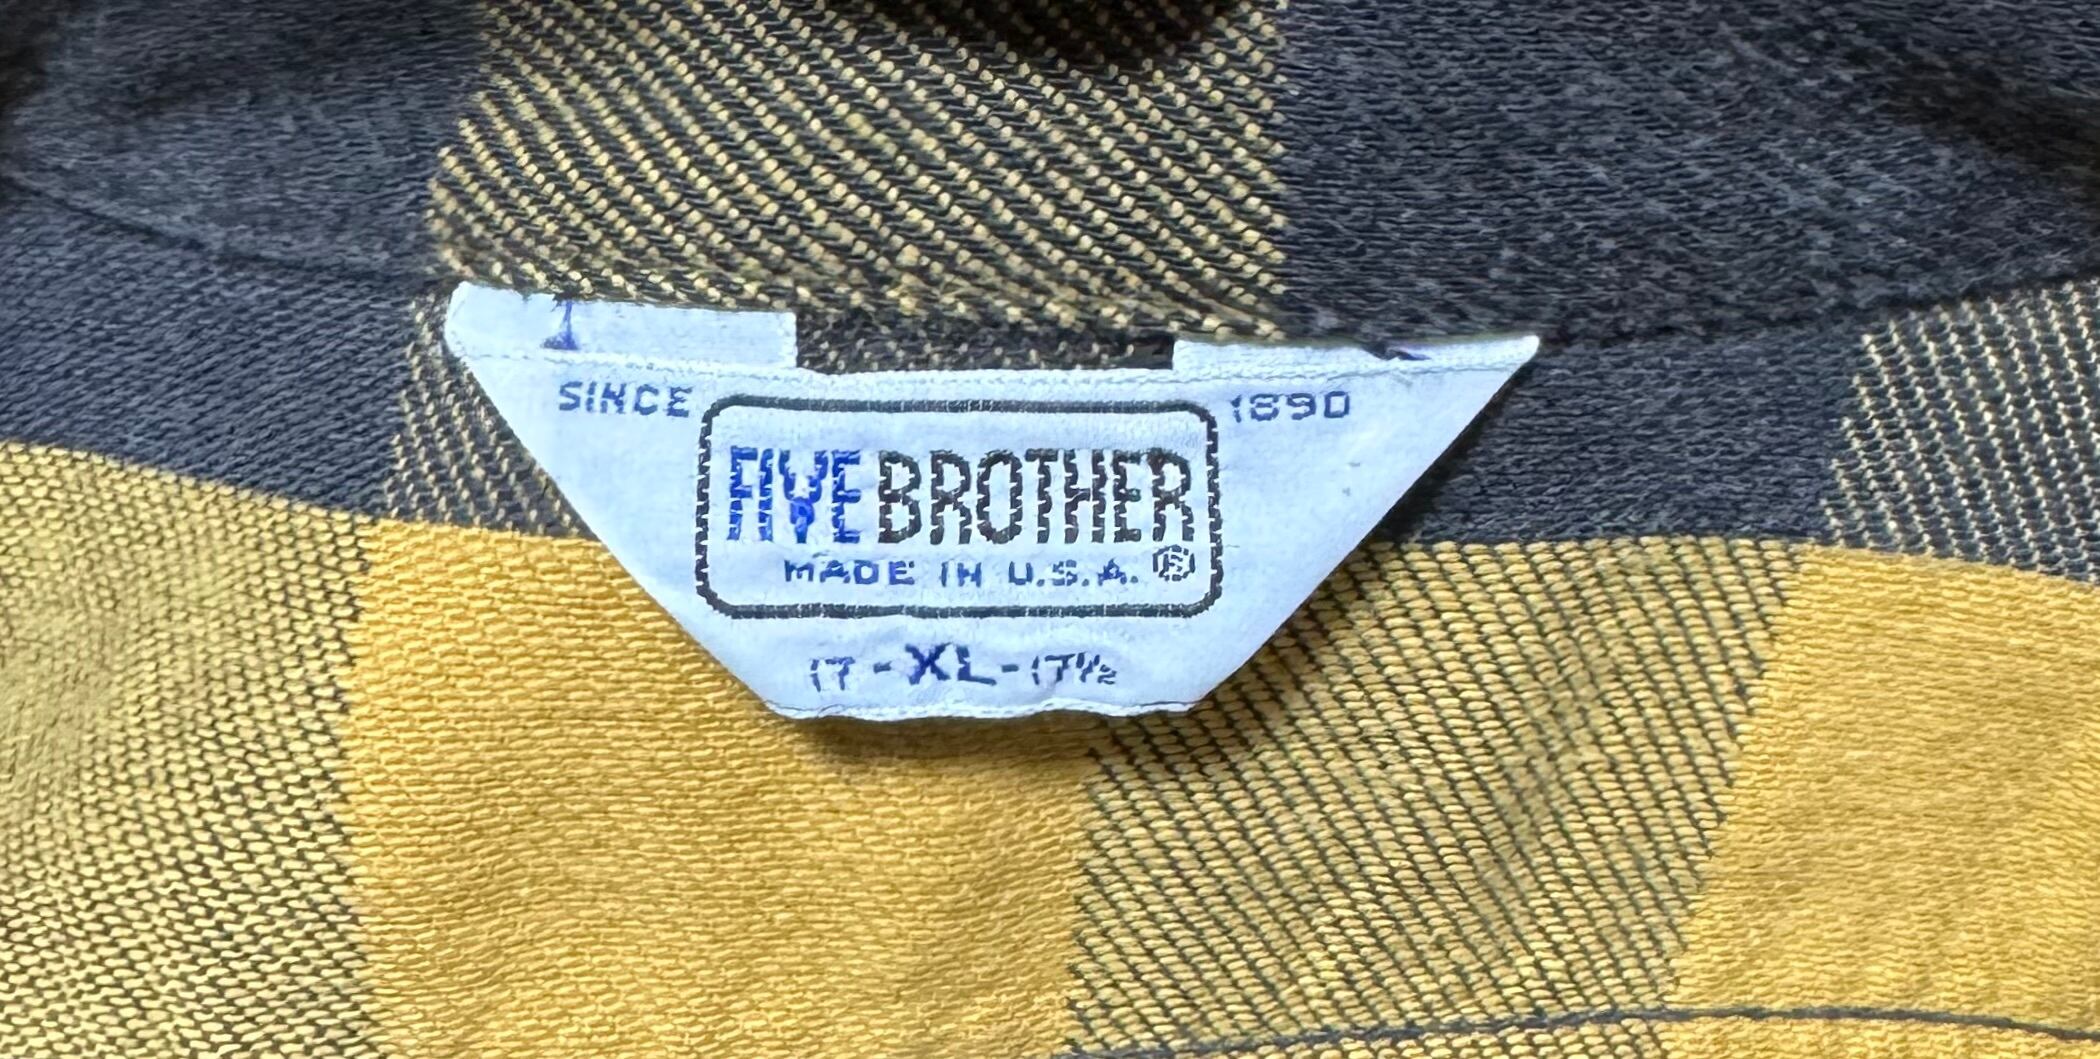 SINCE 1890
FIVE BROTHER
MADE IN U.S.A. ®
17-XL-17½